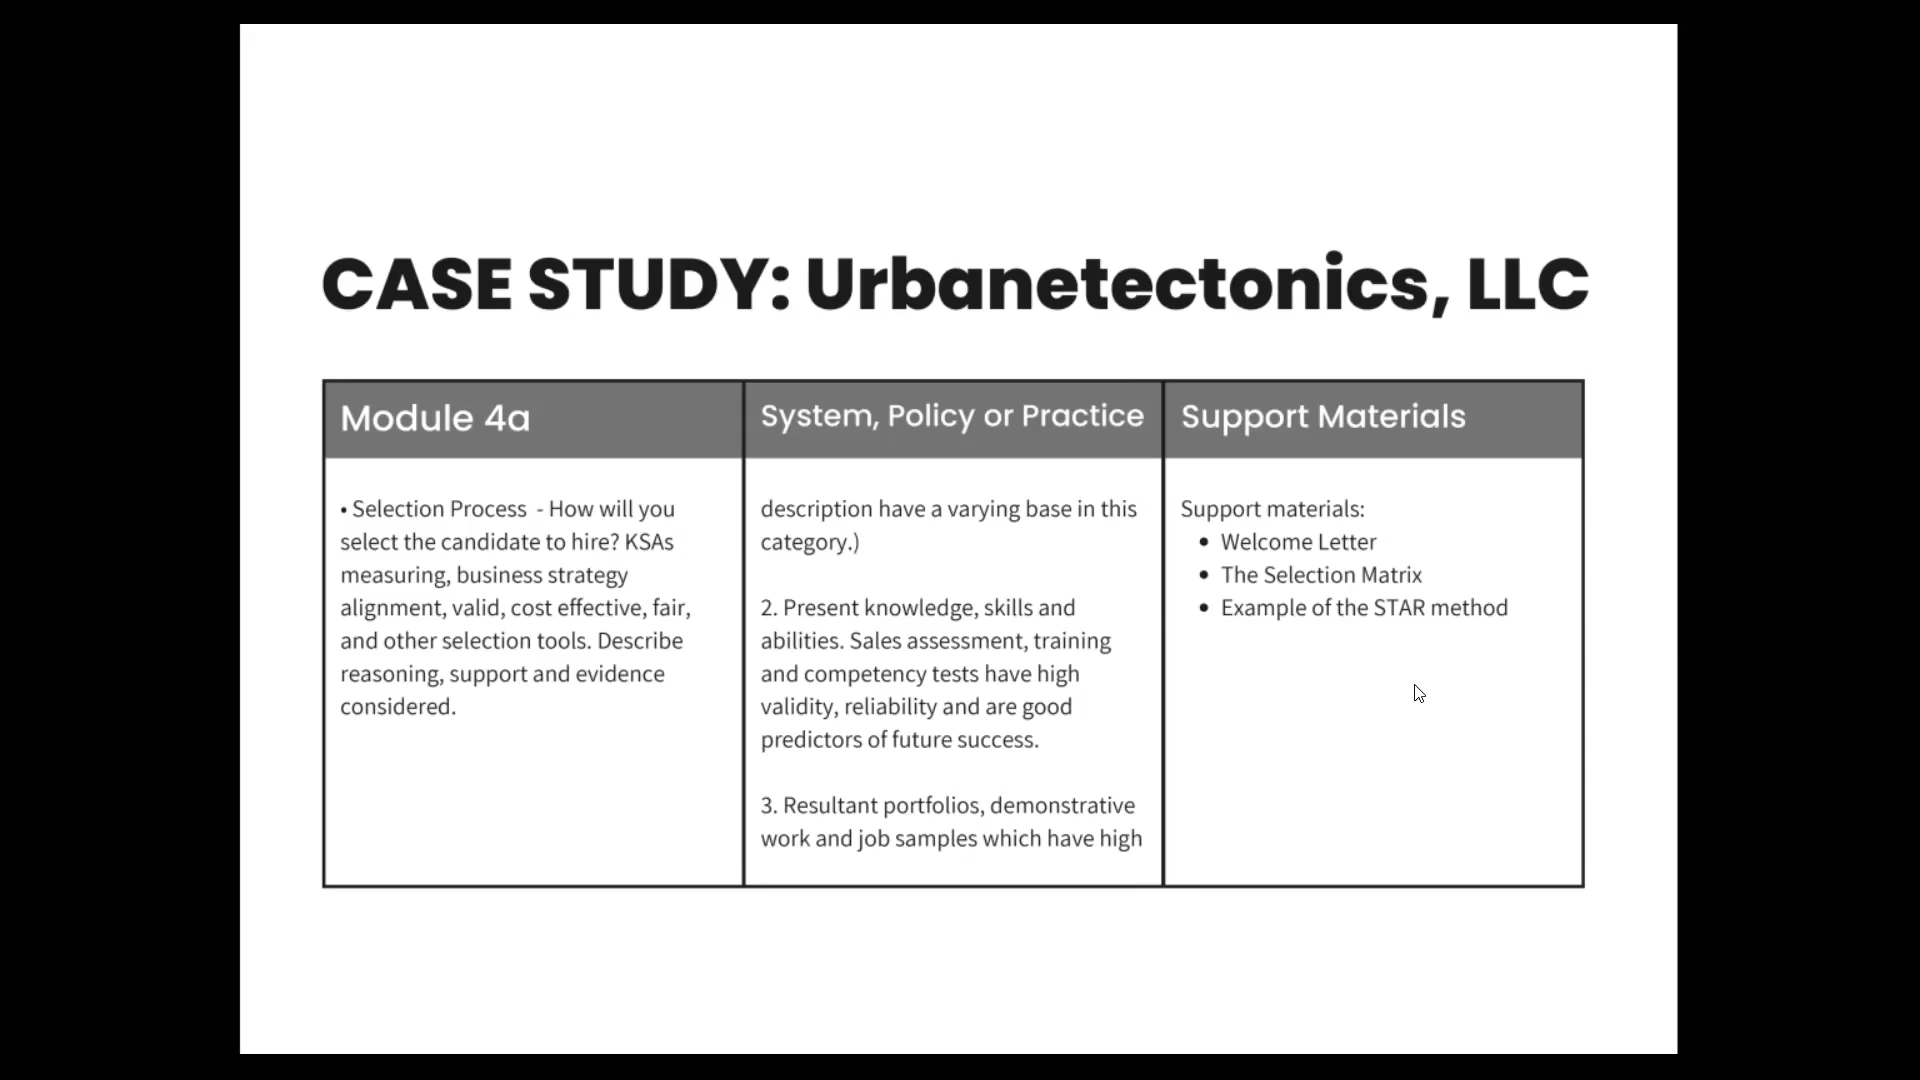 CASE STUDY: Urbanetectonics, LLC
Module 4a
System, Policy or Practice
Support Materials
• Selection Process - How will you
select the candidate to hire? KSAs
measuring, business strategy
alignment, valid, cost effective, fair,
and other selection tools. Describe
reasoning, support and evidence
considered.
description have a varying base in this
category.)
2. Present knowledge, skills and
abilities. Sales assessment, training
and competency tests have high
validity, reliability and are good
predictors of future success.
3. Resultant portfolios, demonstrative
work and job samples which have high
Support materials:
• Welcome Letter
• The Selection Matrix
• Example of the STAR method